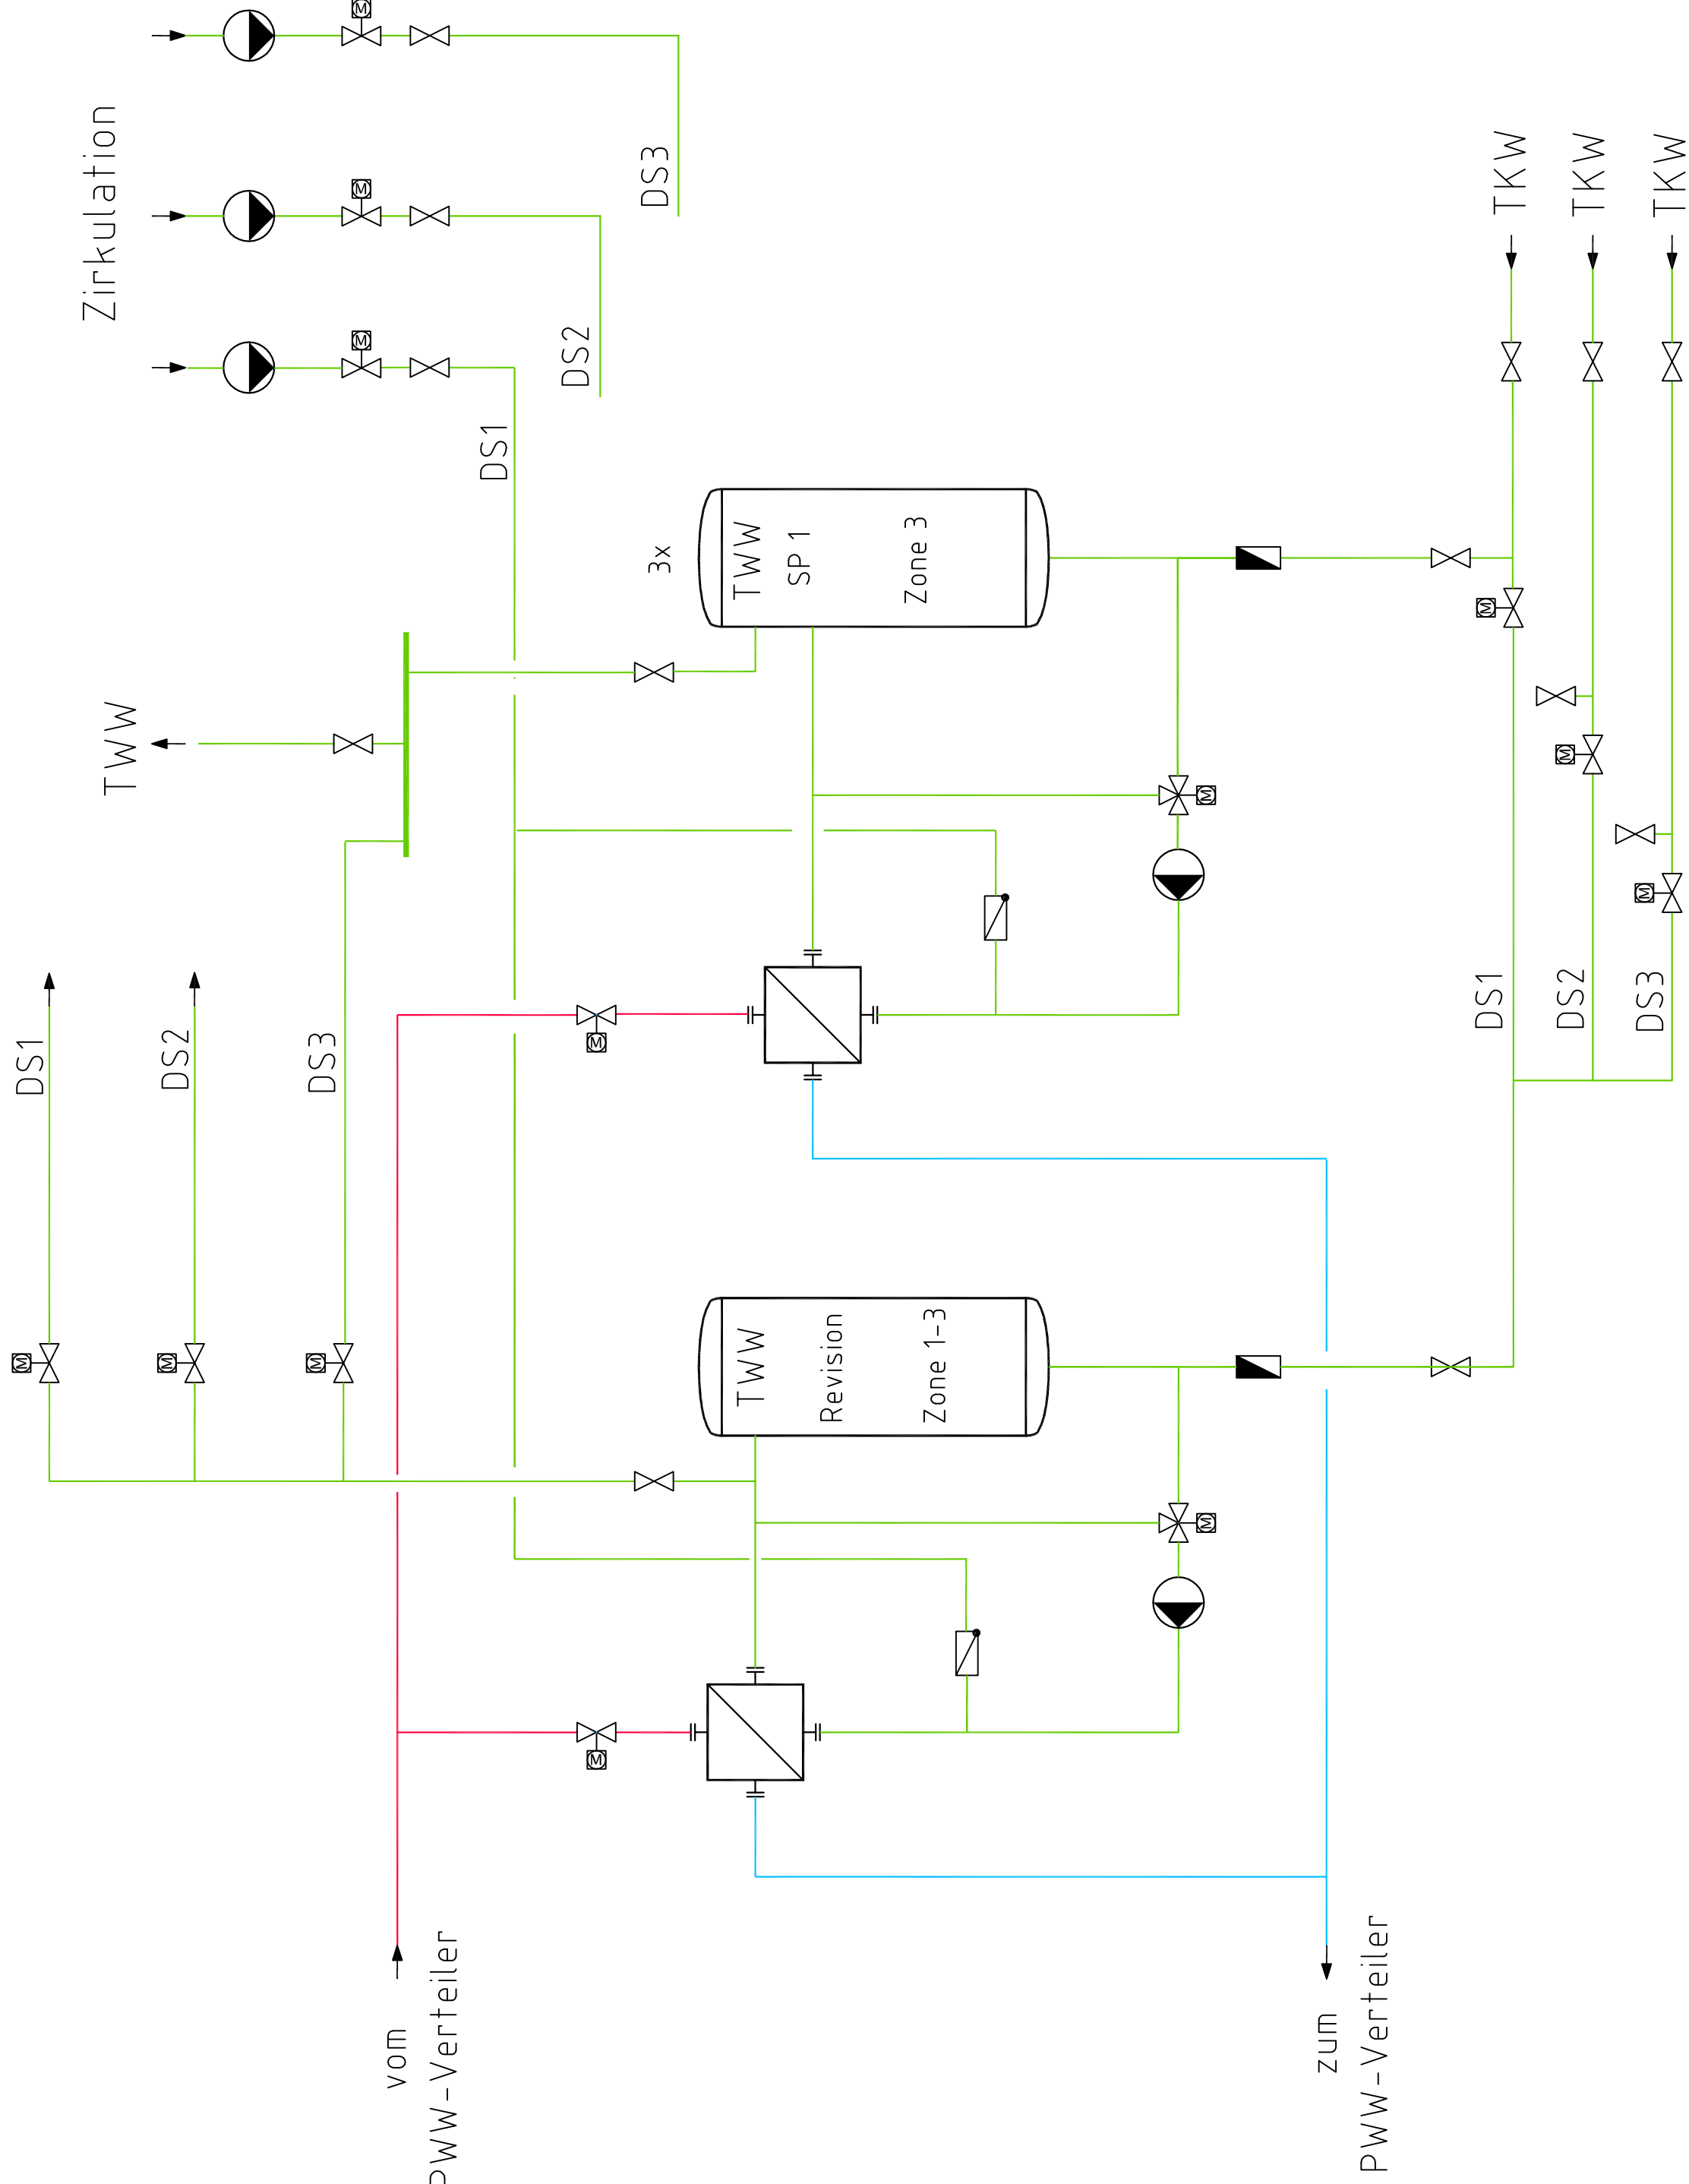 M
DS1
Zirkulation
TWW
M
DS2
M
DS3
M
M
M
vom
PWW-Verteiler
DS1
DS2
M
M
DS3
3x
TWW
Revision
Zone 1-3
TWW
SP 1
Zone 3
M
M
zum
PWW-Verteiler
DS1
M
TKW
DS2
M
TKW
DS3
M
TKW